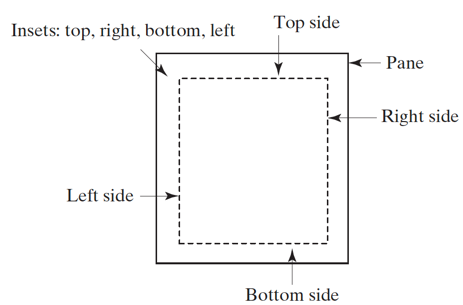 Insets: top, right, bottom, left
Top side
Pane
Right side
Left side
Bottom side